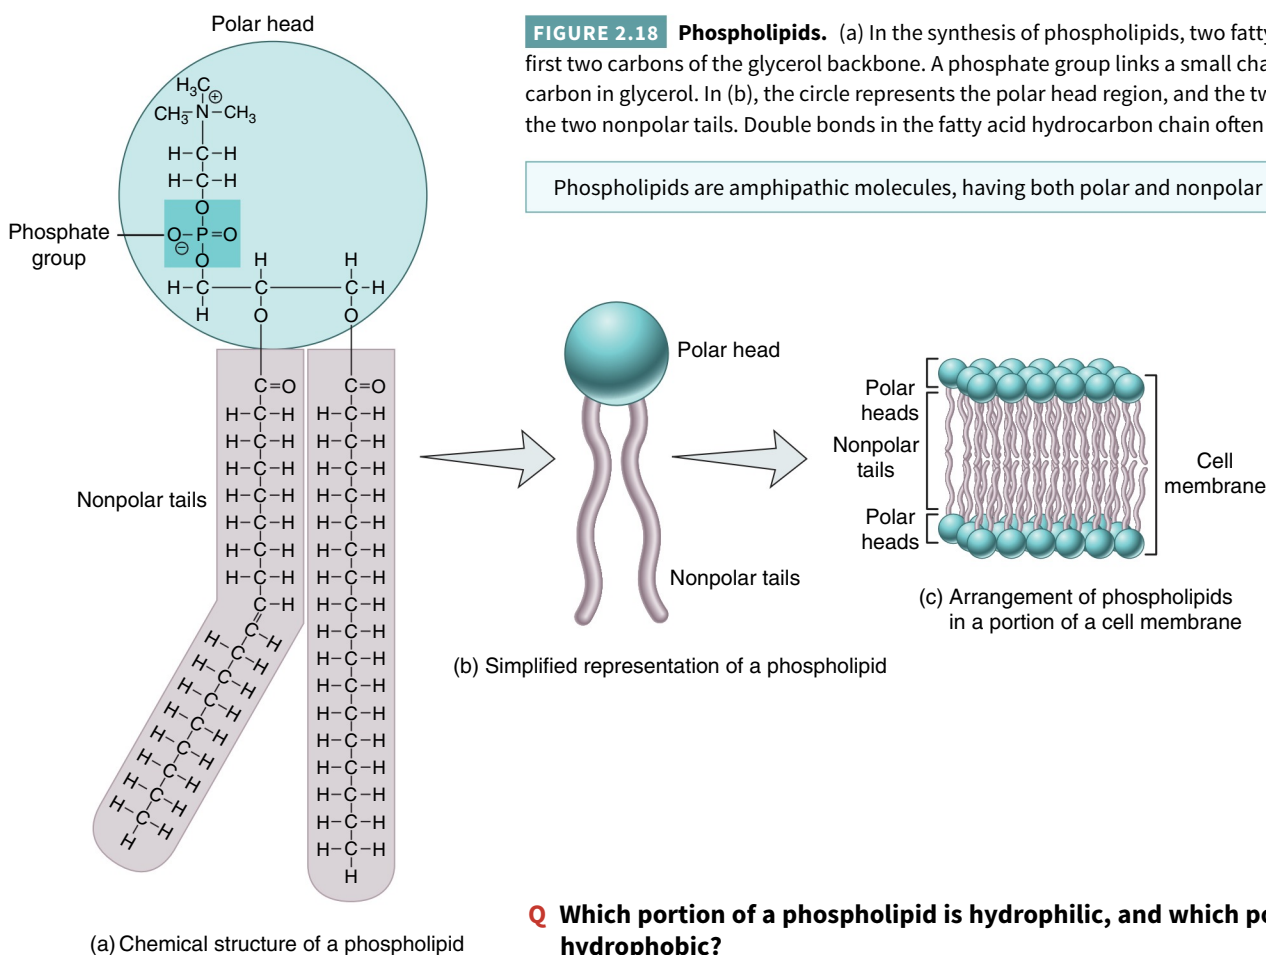 Polar head
FIGURE 2.18 Phospholipids. (a) In the synthesis of phospholipids, two fatty
first two carbons of the glycerol backbone. A phosphate group links a small cha
carbon in glycerol. In (b), the circle represents the polar head region, and the tw
the two nonpolar tails. Double bonds in the fatty acid hydrocarbon chain often
Phospholipids are amphipathic molecules, having both polar and nonpolar
H₃C ⊕
CH₃–N–CH₃
H–C–H
H–C–H
O
Phosphate
group
O–P=O
⊖
O
H H
H–C C C–H
H O O
C=O C=O
H–C–H H–C–H
H–C–H H–C–H
H–C–H H–C–H
H–C–H H–C–H
H–C–H H–C–H
H–C–H H–C–H
H–C–H H–C–H
C–H H–C–H
C H H–C–H
H C H H–C–H
H C H H–C–H
H C H H–C–H
H C H H–C–H
H C H H–C–H
H C H H–C–H
H C H H–C–H
H C H H–C–H
H H
Nonpolar tails
(a) Chemical structure of a phospholipid
Polar head
Nonpolar tails
(b) Simplified representation of a phospholipid
Polar
heads
Nonpolar
tails
Polar
heads
Cell
membrane
(c) Arrangement of phospholipids
in a portion of a cell membrane
Q Which portion of a phospholipid is hydrophilic, and which po
hydrophobic?